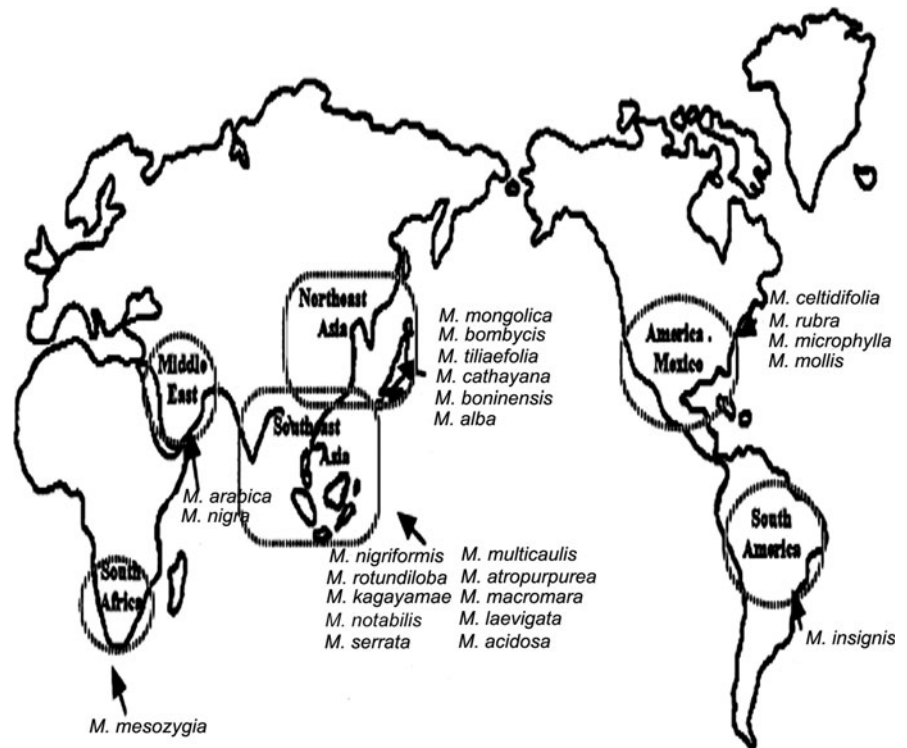 Northeast
Asia
M. mongolica
M. bombycis
M. tiliaefolia
M. cathayana
M. boninensis
M. alba
America .
Mexico
M. celtidifolia
M. rubra
M. microphylla
M. mollis
Middle
East
M. arabica
M. nigra
Southeast
Asia
M. nigriformis
M. rotundiloba
M. kagayamae
M. notabilis
M. serrata
M. multicaulis
M. atropurpurea
M. macromara
M. laevigata
M. acidosa
South
America
M. insignis
South
Africa
M. mesozygia